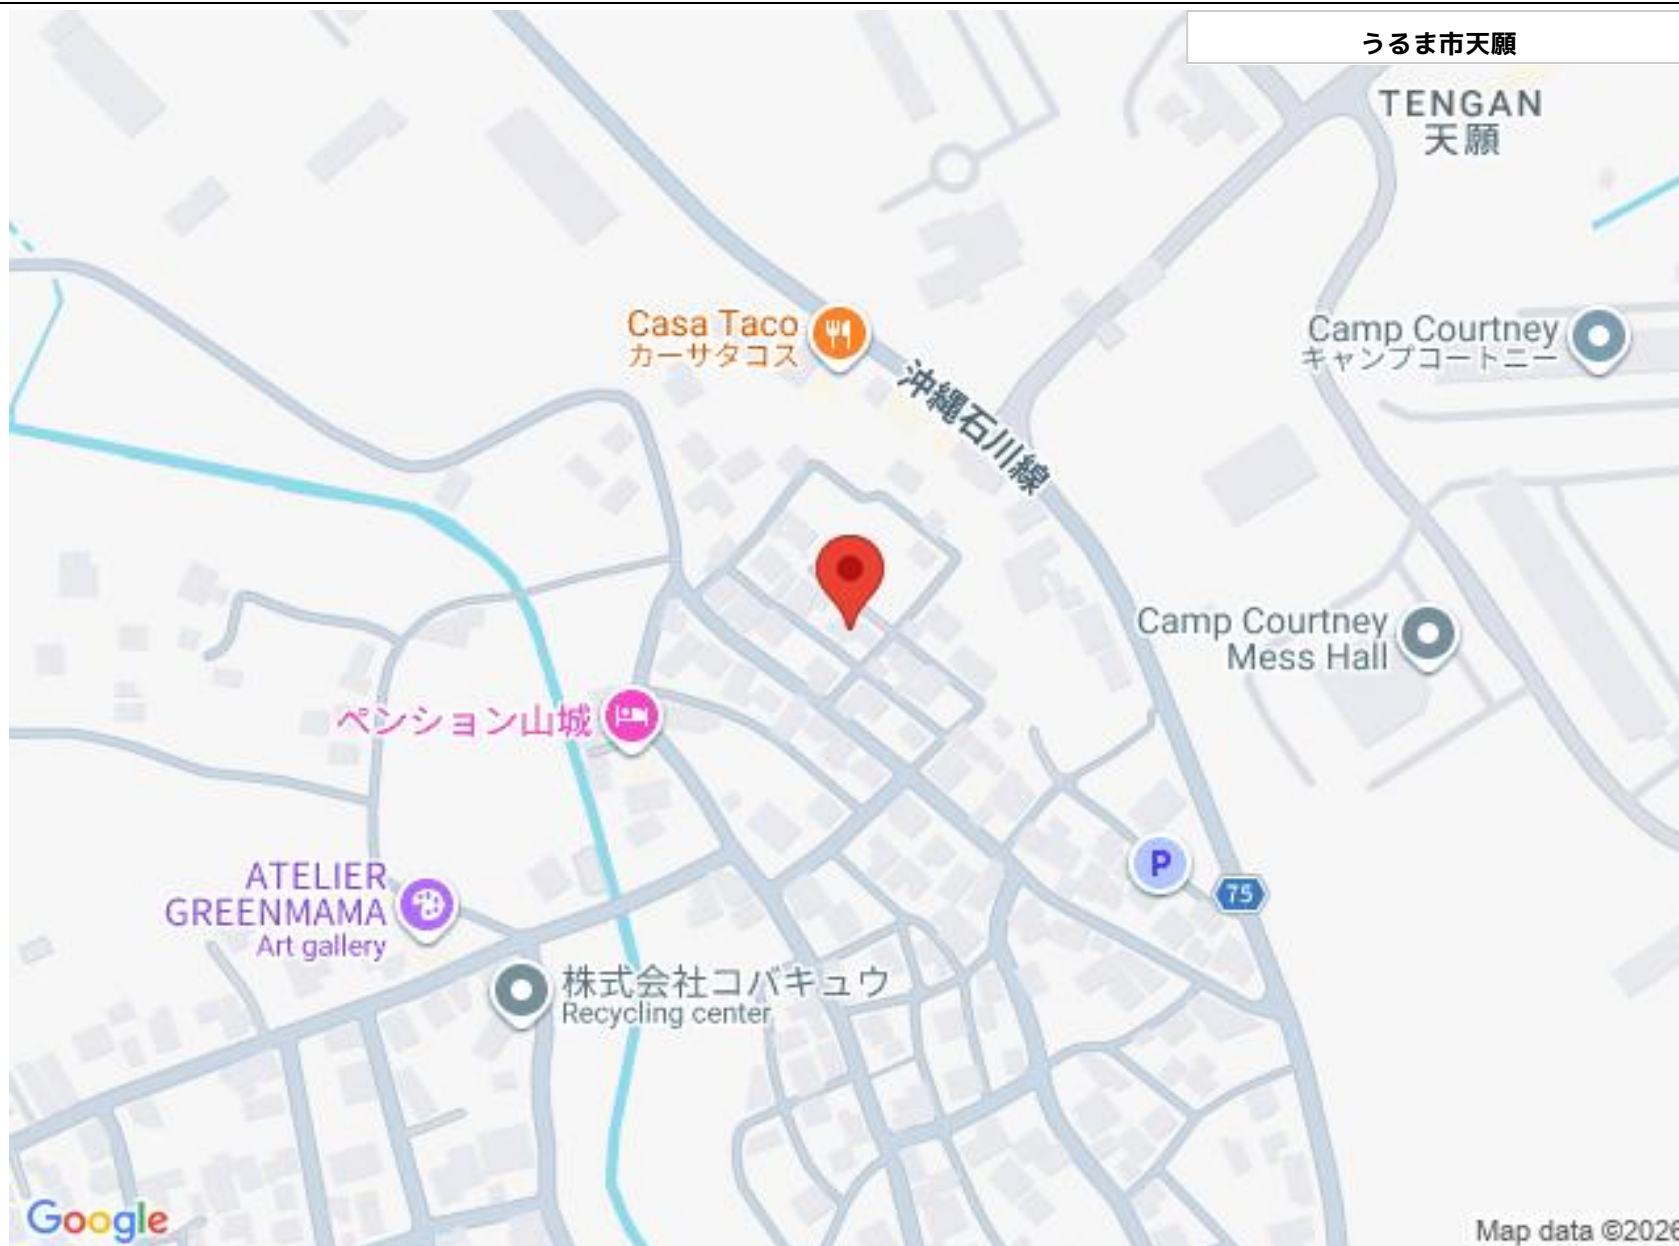 うるま市天願
TENGAN
天願
Casa Taco
カーサタコス
沖縄石川線
Camp Courtney
キャンプコートニー
Camp Courtney
Mess Hall
ペンション山城
P
75
ATELIER
GREENMAMA
Art gallery
株式会社コバキュウ
Recycling center
Google
Map data ©2026